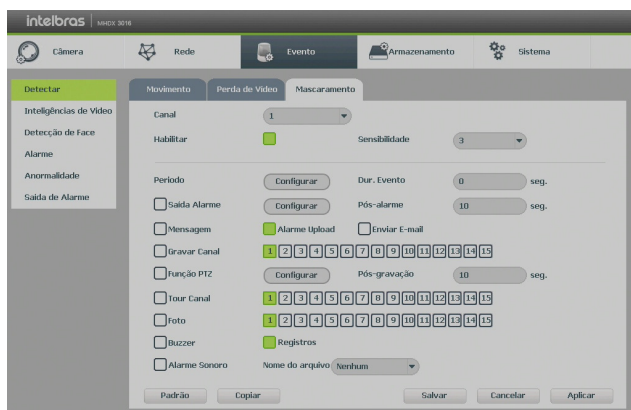 intelbras | MHDX 3016
Câmera Rede Evento Armazenamento Sistema
Detectar
Inteligências de Vídeo
Detecção de Face
Alarme
Anormalidade
Saída de Alarme
Movimento Perda de Vídeo Mascaramento
Canal 1
Habilitar Sensibilidade 3
Período Configurar Dur. Evento 0 seg.
Saída Alarme Configurar Pós-alarme 10 seg.
Mensagem Alarme Upload Enviar E-mail
Gravar Canal 1 2 3 4 5 6 7 8 9 10 11 12 13 14 15
Função PTZ Configurar Pós-gravação 10 seg.
Tour Canal 1 2 3 4 5 6 7 8 9 10 11 12 13 14 15
Foto 1 2 3 4 5 6 7 8 9 10 11 12 13 14 15
Buzzer Registros
Alarme Sonoro Nome do arquivo Nenhum
Padrão Copiar Salvar Cancelar Aplicar